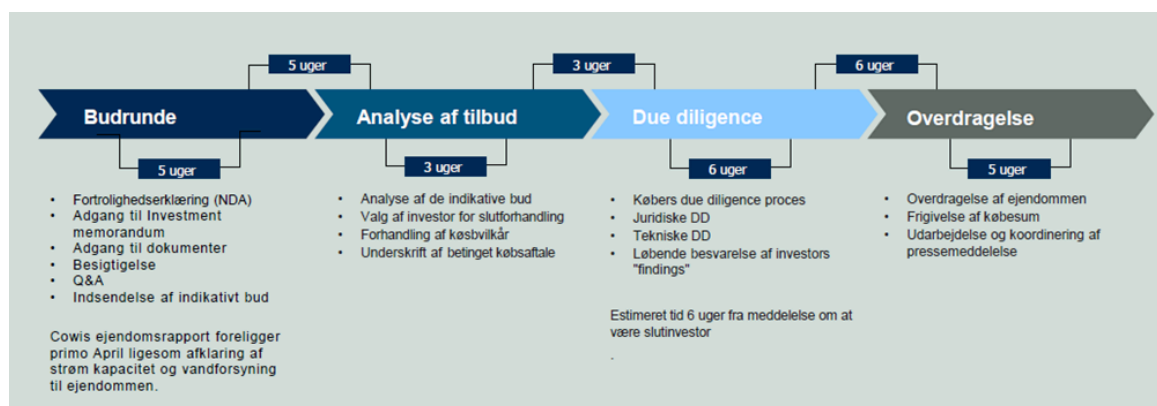 5 uger
3 uger
6 uger
Budrunde
Analyse af tilbud
Due diligence
Overdragelse
5 uger
3 uger
6 uger
5 uger
• Fortrolighedserklæring (NDA)
• Adgang til Investment
memorandum
• Adgang til dokumenter
• Besigtigelse
• Q&A
• Indsendelse af indikativt bud
Cowis ejendomsrapport foreligger
primo April ligesom afklaring af
strøm kapacitet og vandforsyning
til ejendommen.
• Analyse af de indikative bud
• Valg af investor for slutforhandling
• Forhandling af køsbvilkår
• Underskrift af betinget købsaftale
• Købers due diligence proces
• Juridiske DD
• Tekniske DD
• Løbende besvarelse af investors
"findings"
Estimeret tid 6 uger fra meddelelse om at
være slutinvestor
.
• Overdragelse af ejendommen
• Frigivelse af købesum
• Udarbejdelse og koordinering af
pressemeddelelse